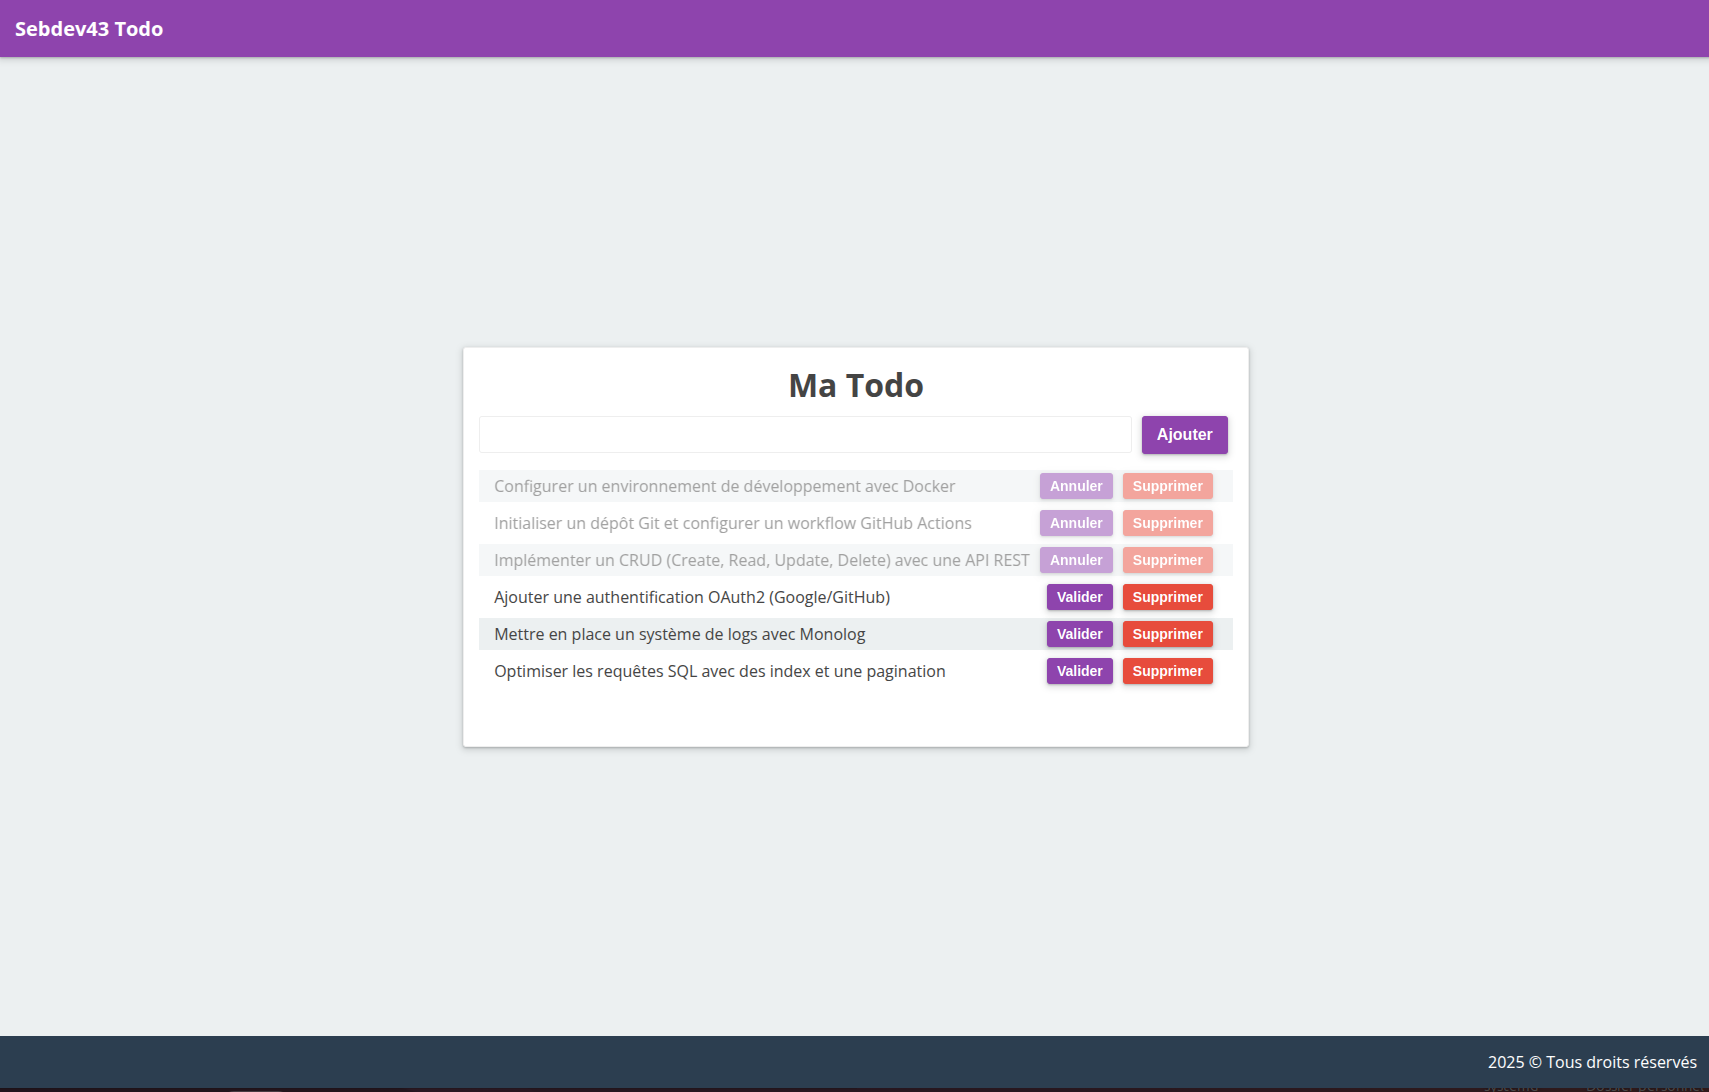 Sebdev43 Todo
Ma Todo
Ajouter
Configurer un environnement de développement avec Docker Annuler Supprimer
Initialiser un dépôt Git et configurer un workflow GitHub Actions Annuler Supprimer
Implémenter un CRUD (Create, Read, Update, Delete) avec une API REST Annuler Supprimer
Ajouter une authentification OAuth2 (Google/GitHub) Valider Supprimer
Mettre en place un système de logs avec Monolog Valider Supprimer
Optimiser les requêtes SQL avec des index et une pagination Valider Supprimer
2025 © Tous droits réservés